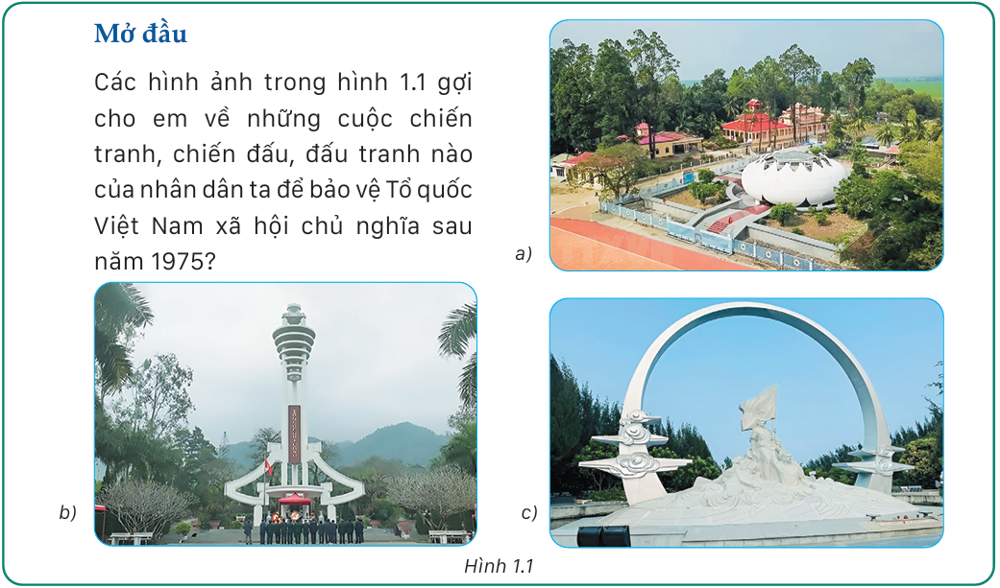 Mở đầu
Các hình ảnh trong hình 1.1 gợi
cho em về những cuộc chiến
tranh, chiến đấu, đấu tranh nào
của nhân dân ta để bảo vệ Tổ quốc
Việt Nam xã hội chủ nghĩa sau
năm 1975?
a)
b)
c)
Hình 1.1